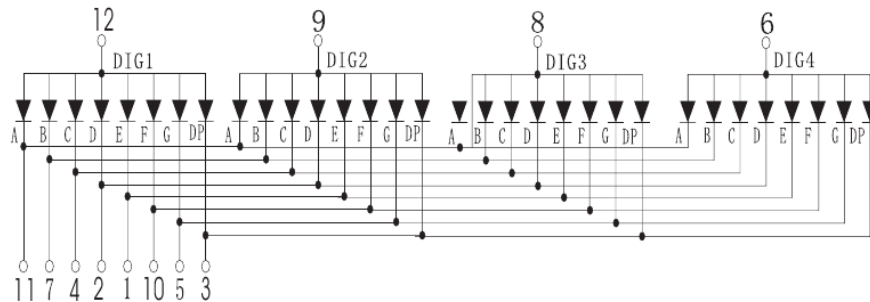 12 9 8 6
DIG1 DIG2 DIG3 DIG4
A B C D E F G DP A B C D E F G DP A B C D E F G DP A B C D E F G DP
11 7 4 2 1 10 5 3